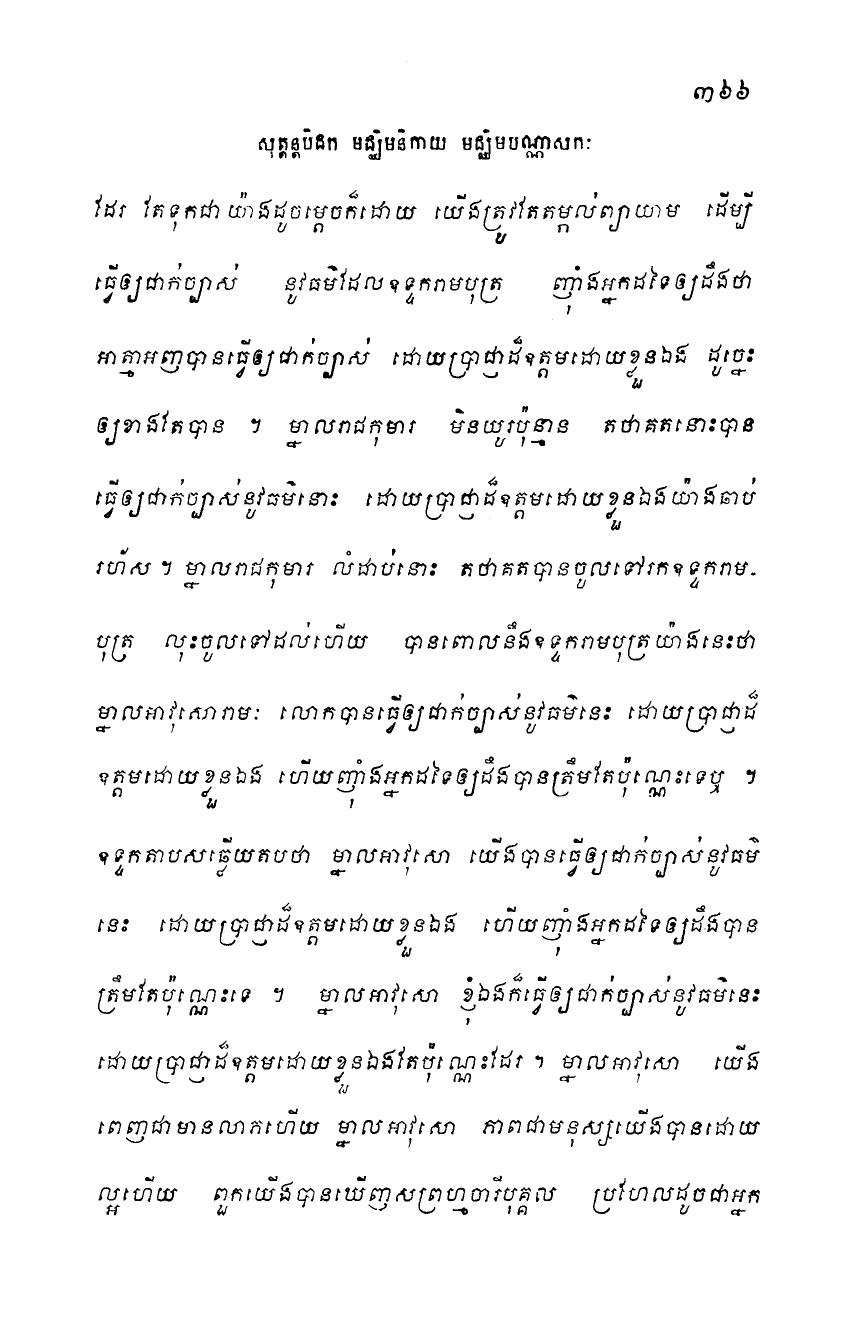 ៣៦៦
សុត្តន្តបិដក មជ្ឈិមនិកាយ មជ្ឈិមបណ្ណាសកៈ
ដែរ តែទុកជាយ៉ាងដូចម្តេចក៏ដោយ យើងត្រូវតែតម្កល់ព្យាយាម ដើម្បី
ធ្វើឲ្យជាក់ច្បាស់ នូវធម៌ដែលឧទ្ទករាមបុត្រ ញុំាងអ្នកដទៃឲ្យដឹងថា
អាត្មាអញបានធ្វើឲ្យជាក់ច្បាស់ ដោយប្រាជ្ញាដ៏ឧត្តមដោយខ្លួនឯង ដូច្នេះ
ឲ្យខាងតែបាន ។ ម្នាលរាជកុមារ មិនយូរប៉ុន្មាន តថាគតនោះបាន
ធ្វើឲ្យជាក់ច្បាស់នូវធម៌នោះ ដោយប្រាជ្ញាដ៏ឧត្តមដោយខ្លួនឯងយ៉ាងឆាប់
រហ័ស ។ ម្នាលរាជកុមារ លំដាប់នោះ តថាគតបានចូលទៅរកឧទ្ទករាម-
បុត្រ លុះចូលទៅដល់ហើយ បានពោលនឹងឧទ្ទករាមបុត្រយ៉ាងនេះថា
ម្នាលអាវុសោរាមៈ លោកបានធ្វើឲ្យជាក់ច្បាស់នូវធម៌នេះ ដោយប្រាជ្ញាដ៏
ឧត្តមដោយខ្លួនឯង ហើយញុំាងអ្នកដទៃឲ្យដឹងបានត្រឹមតែប៉ុណ្ណេះទេឬ ។
ឧទ្ទកតាបសឆ្លើយតបថា ម្នាលអាវុសោ យើងបានធ្វើឲ្យជាក់ច្បាស់នូវធម៌
នេះ ដោយប្រាជ្ញាដ៏ឧត្តមដោយខ្លួនឯង ហើយញុំាងអ្នកដទៃឲ្យដឹងបាន
ត្រឹមតែប៉ុណ្ណេះទេ ។ ម្នាលអាវុសោ ខ្ញុំឯងក៏ធ្វើឲ្យជាក់ច្បាស់នូវធម៌នេះ
ដោយប្រាជ្ញាដ៏ឧត្តមដោយខ្លួនឯងតែប៉ុណ្ណេះដែរ ។ ម្នាលអាវុសោ យើង
ពេញជាមានលាភហើយ ម្នាលអាវុសោ ភាពជាមនុស្សយើងបានដោយ
ល្អហើយ ពួកយើងបានឃើញសព្រហ្មចារីបុគ្គល ប្រហែលដូចជាអ្នក